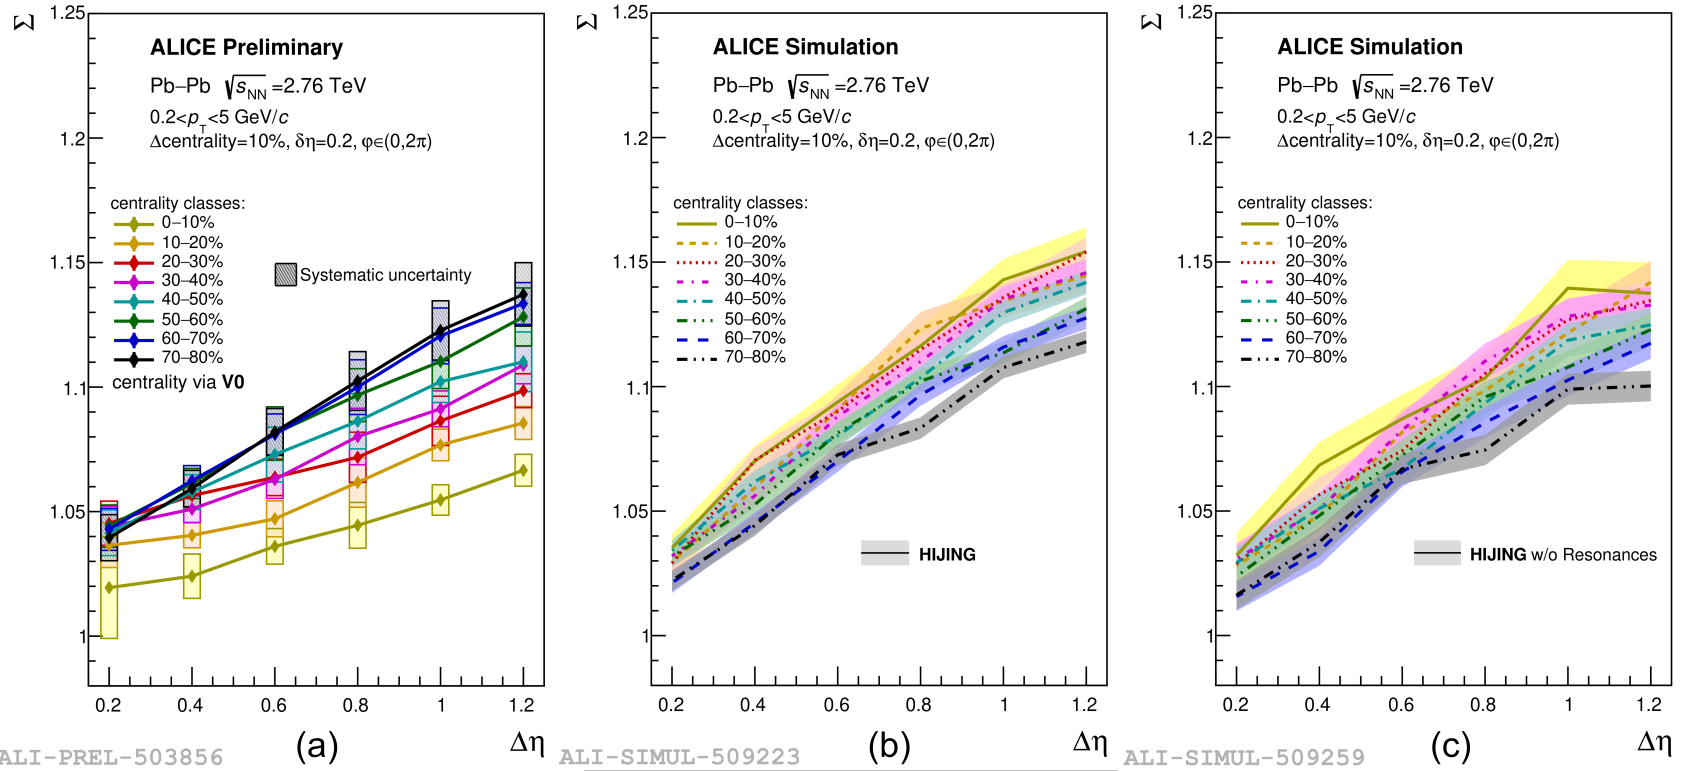 Σ
1.25
1.2
1.15
1.1
1.05
1
ALICE Preliminary
Pb–Pb √sNN =2.76 TeV
0.2<pT<5 GeV/c
Δcentrality=10%, δη=0.2, φ∈(0,2π)
centrality classes:
0–10%
10–20%
20–30%
30–40%
40–50%
50–60%
60–70%
70–80%
centrality via V0
Systematic uncertainty
0.2 0.4 0.6 0.8 1 1.2
Δη
(a)
ALI-PREL-503856
Σ
1.25
1.2
1.15
1.1
1.05
1
ALICE Simulation
Pb–Pb √sNN =2.76 TeV
0.2<pT<5 GeV/c
Δcentrality=10%, δη=0.2, φ∈(0,2π)
centrality classes:
0–10%
10–20%
20–30%
30–40%
40–50%
50–60%
60–70%
70–80%
HIJING
0.2 0.4 0.6 0.8 1 1.2
Δη
(b)
ALI-SIMUL-509223
Σ
1.25
1.2
1.15
1.1
1.05
1
ALICE Simulation
Pb–Pb √sNN =2.76 TeV
0.2<pT<5 GeV/c
Δcentrality=10%, δη=0.2, φ∈(0,2π)
centrality classes:
0–10%
10–20%
20–30%
30–40%
40–50%
50–60%
60–70%
70–80%
HIJING w/o Resonances
0.2 0.4 0.6 0.8 1 1.2
Δη
(c)
ALI-SIMUL-509259